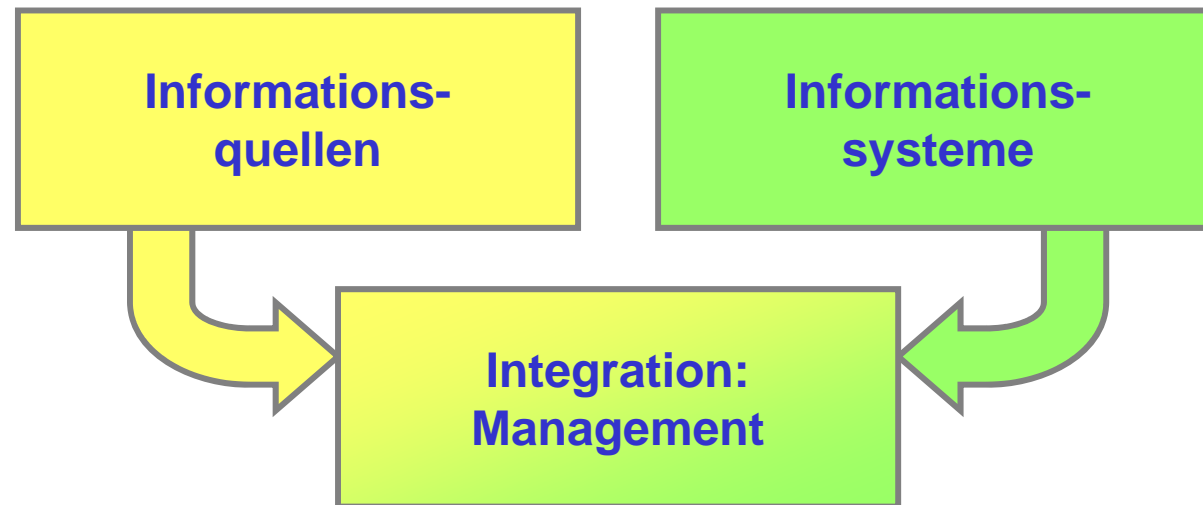 Informations-
quellen
Informations-
systeme
Integration:
Management